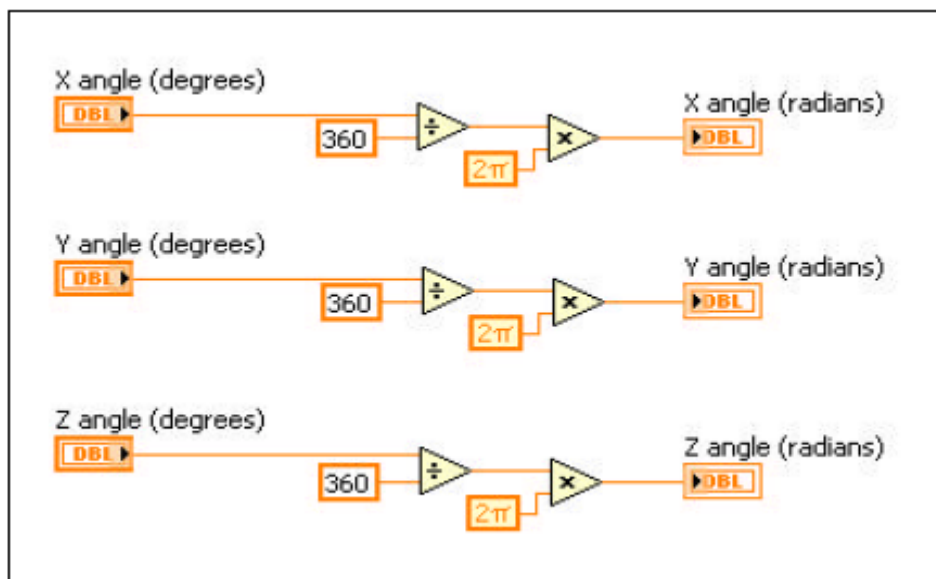 X angle (degrees)
DBL
360
÷
2π
×
X angle (radians)
DBL
Y angle (degrees)
DBL
360
÷
2π
×
Y angle (radians)
DBL
Z angle (degrees)
DBL
360
÷
2π
×
Z angle (radians)
DBL